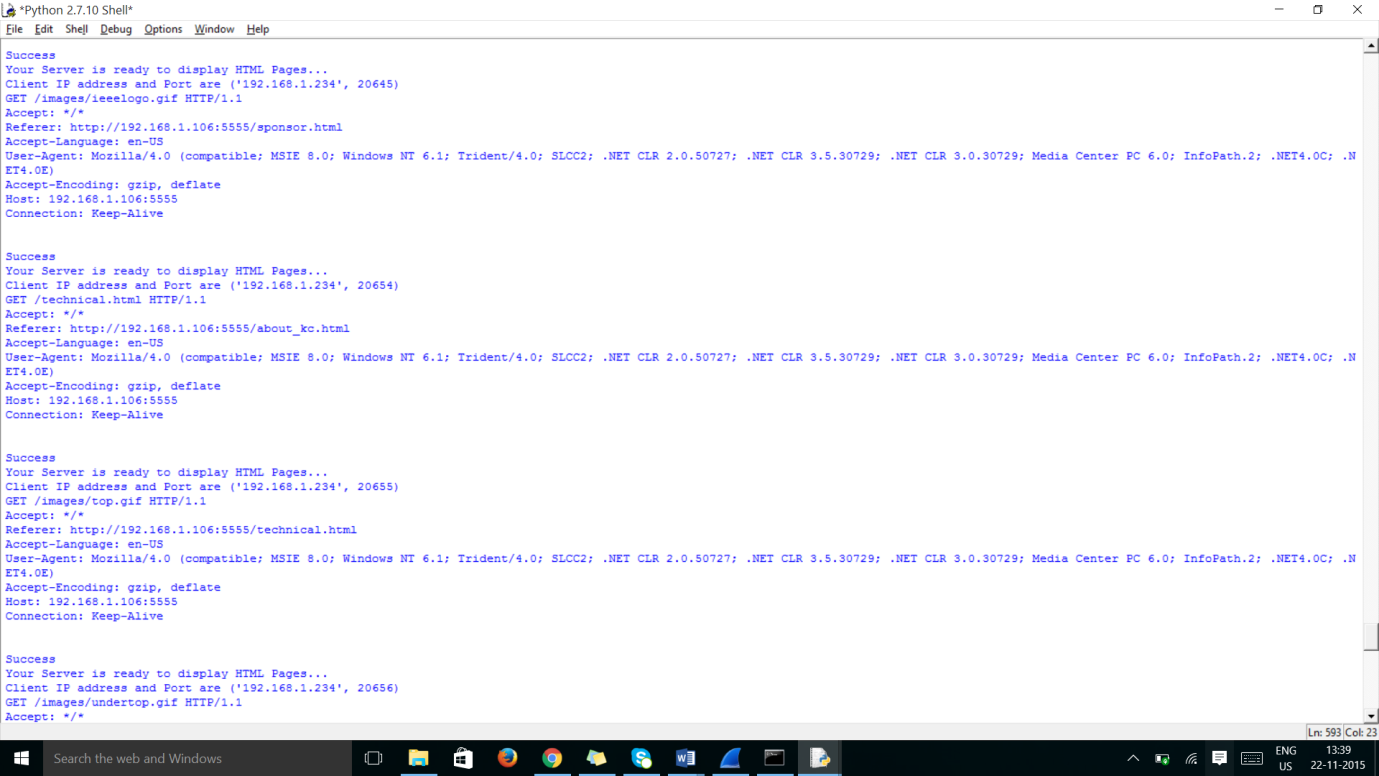 *Python 2.7.10 Shell*
File Edit Shell Debug Options Window Help
Success
Your Server is ready to display HTML Pages...
Client IP address and Port are ('192.168.1.234', 20645)
GET /images/ieeelogo.gif HTTP/1.1
Accept: */*
Referer: http://192.168.1.106:5555/sponsor.html
Accept-Language: en-US
User-Agent: Mozilla/4.0 (compatible; MSIE 8.0; Windows NT 6.1; Trident/4.0; SLCC2; .NET CLR 2.0.50727; .NET CLR 3.5.30729; .NET CLR 3.0.30729; Media Center PC 6.0; InfoPath.2; .NET4.0C; .N
ET4.0E)
Accept-Encoding: gzip, deflate
Host: 192.168.1.106:5555
Connection: Keep-Alive
Success
Your Server is ready to display HTML Pages...
Client IP address and Port are ('192.168.1.234', 20654)
GET /technical.html HTTP/1.1
Accept: */*
Referer: http://192.168.1.106:5555/about_kc.html
Accept-Language: en-US
User-Agent: Mozilla/4.0 (compatible; MSIE 8.0; Windows NT 6.1; Trident/4.0; SLCC2; .NET CLR 2.0.50727; .NET CLR 3.5.30729; .NET CLR 3.0.30729; Media Center PC 6.0; InfoPath.2; .NET4.0C; .N
ET4.0E)
Accept-Encoding: gzip, deflate
Host: 192.168.1.106:5555
Connection: Keep-Alive
Success
Your Server is ready to display HTML Pages...
Client IP address and Port are ('192.168.1.234', 20655)
GET /images/top.gif HTTP/1.1
Accept: */*
Referer: http://192.168.1.106:5555/technical.html
Accept-Language: en-US
User-Agent: Mozilla/4.0 (compatible; MSIE 8.0; Windows NT 6.1; Trident/4.0; SLCC2; .NET CLR 2.0.50727; .NET CLR 3.5.30729; .NET CLR 3.0.30729; Media Center PC 6.0; InfoPath.2; .NET4.0C; .N
ET4.0E)
Accept-Encoding: gzip, deflate
Host: 192.168.1.106:5555
Connection: Keep-Alive
Success
Your Server is ready to display HTML Pages...
Client IP address and Port are ('192.168.1.234', 20656)
GET /images/undertop.gif HTTP/1.1
Accept: */*
Ln: 593 Col: 23
Search the web and Windows
ENG 13:39
US 22-11-2015